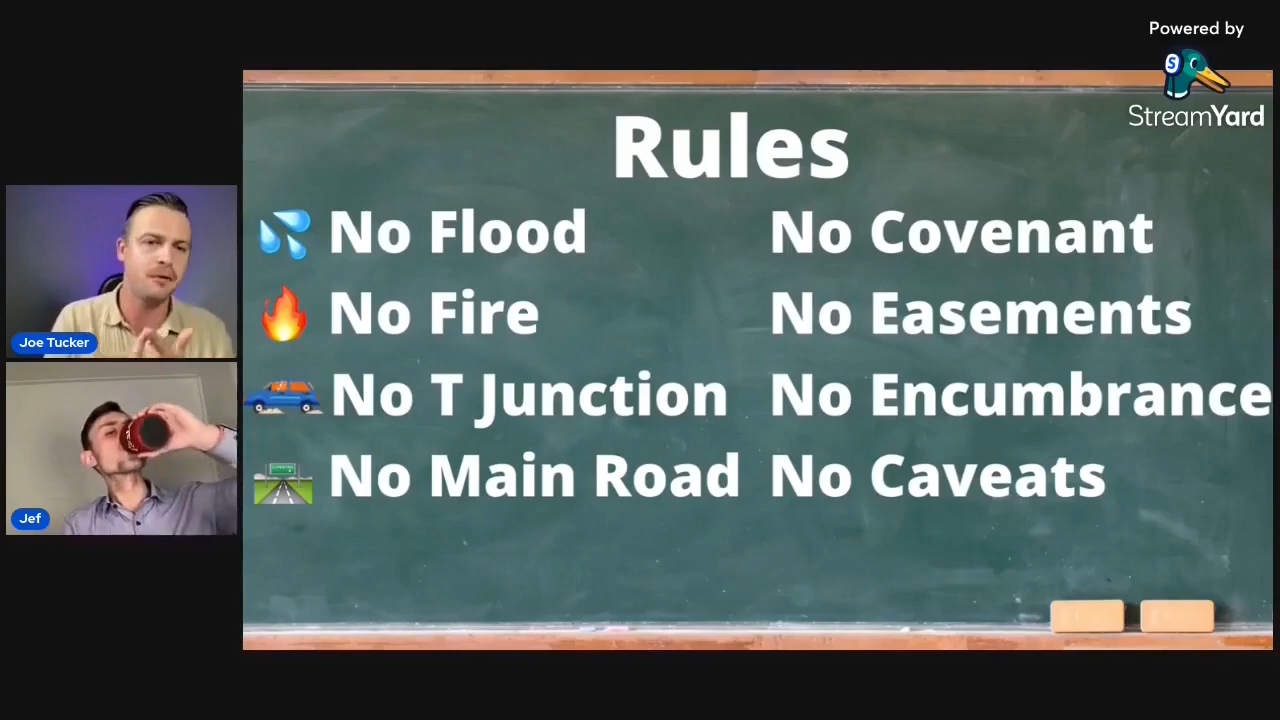 Powered by
S
StreamYard
Rules
No Flood
No Fire
No T Junction
No Main Road
No Covenant
No Easements
No Encumbrance
No Caveats
Joe Tucker
Jef